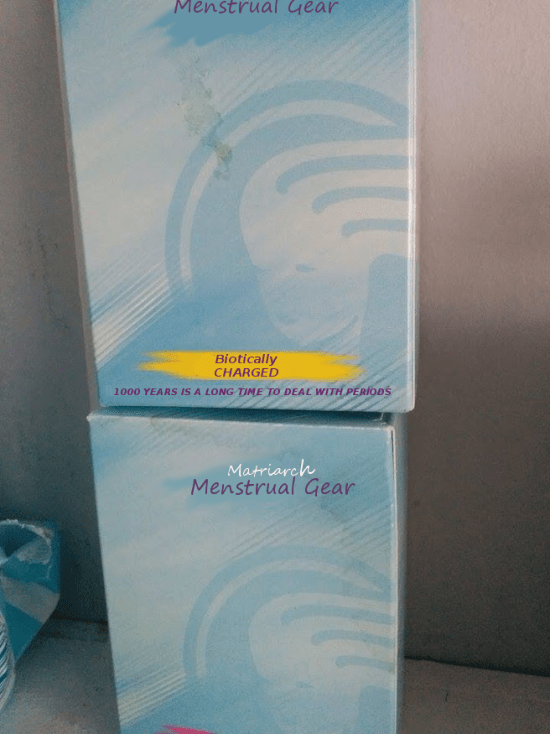 Menstrual Gear
Biotically
CHARGED
1000 YEARS IS A LONG TIME TO DEAL WITH PERIODS
Matriarch
Menstrual Gear